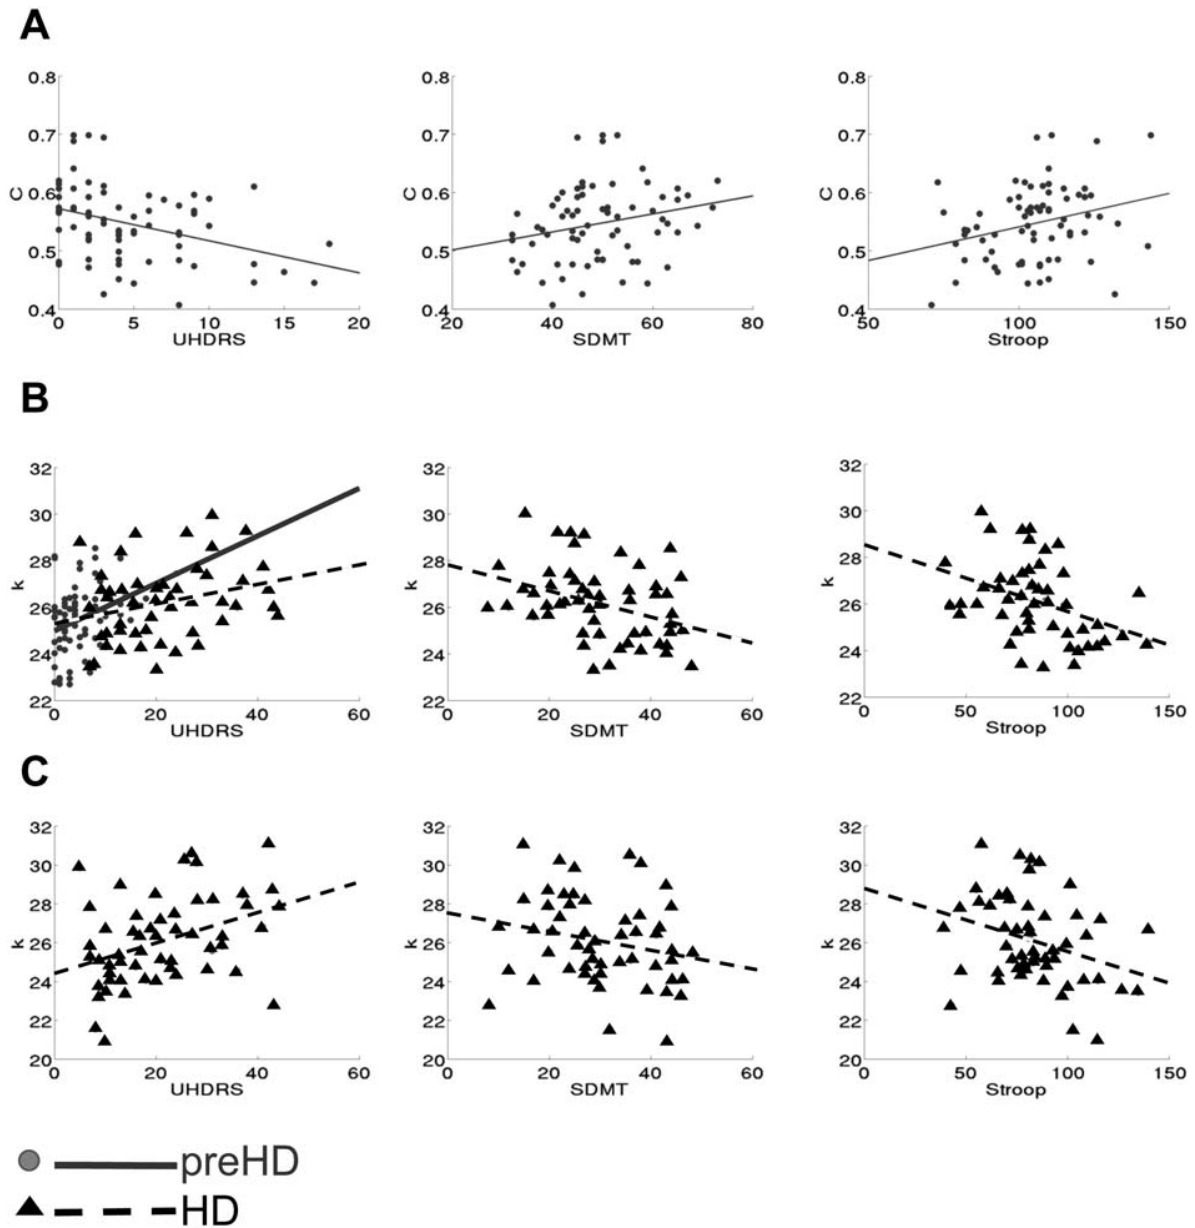 A
0.8 0.8 0.8
0.7 0.7 0.7
C 0.6 C 0.6 C 0.6
0.5 0.5 0.5
0.4 0.4 0.4
0 5 10 15 20 20 40 60 80 50 100 150
UHDRS SDMT Stroop
B
32 32 32
30 30 30
28 28 28
k 26 k 26 k 26
24 24 24
22 22 22
0 20 40 60 0 20 40 60 0 50 100 150
UHDRS SDMT Stroop
C
32 32 32
30 30 30
28 28 28
k 26 k 26 k 26
24 24 24
22 22 22
20 20 20
0 20 40 60 0 20 40 60 0 50 100 150
UHDRS SDMT Stroop
preHD
HD